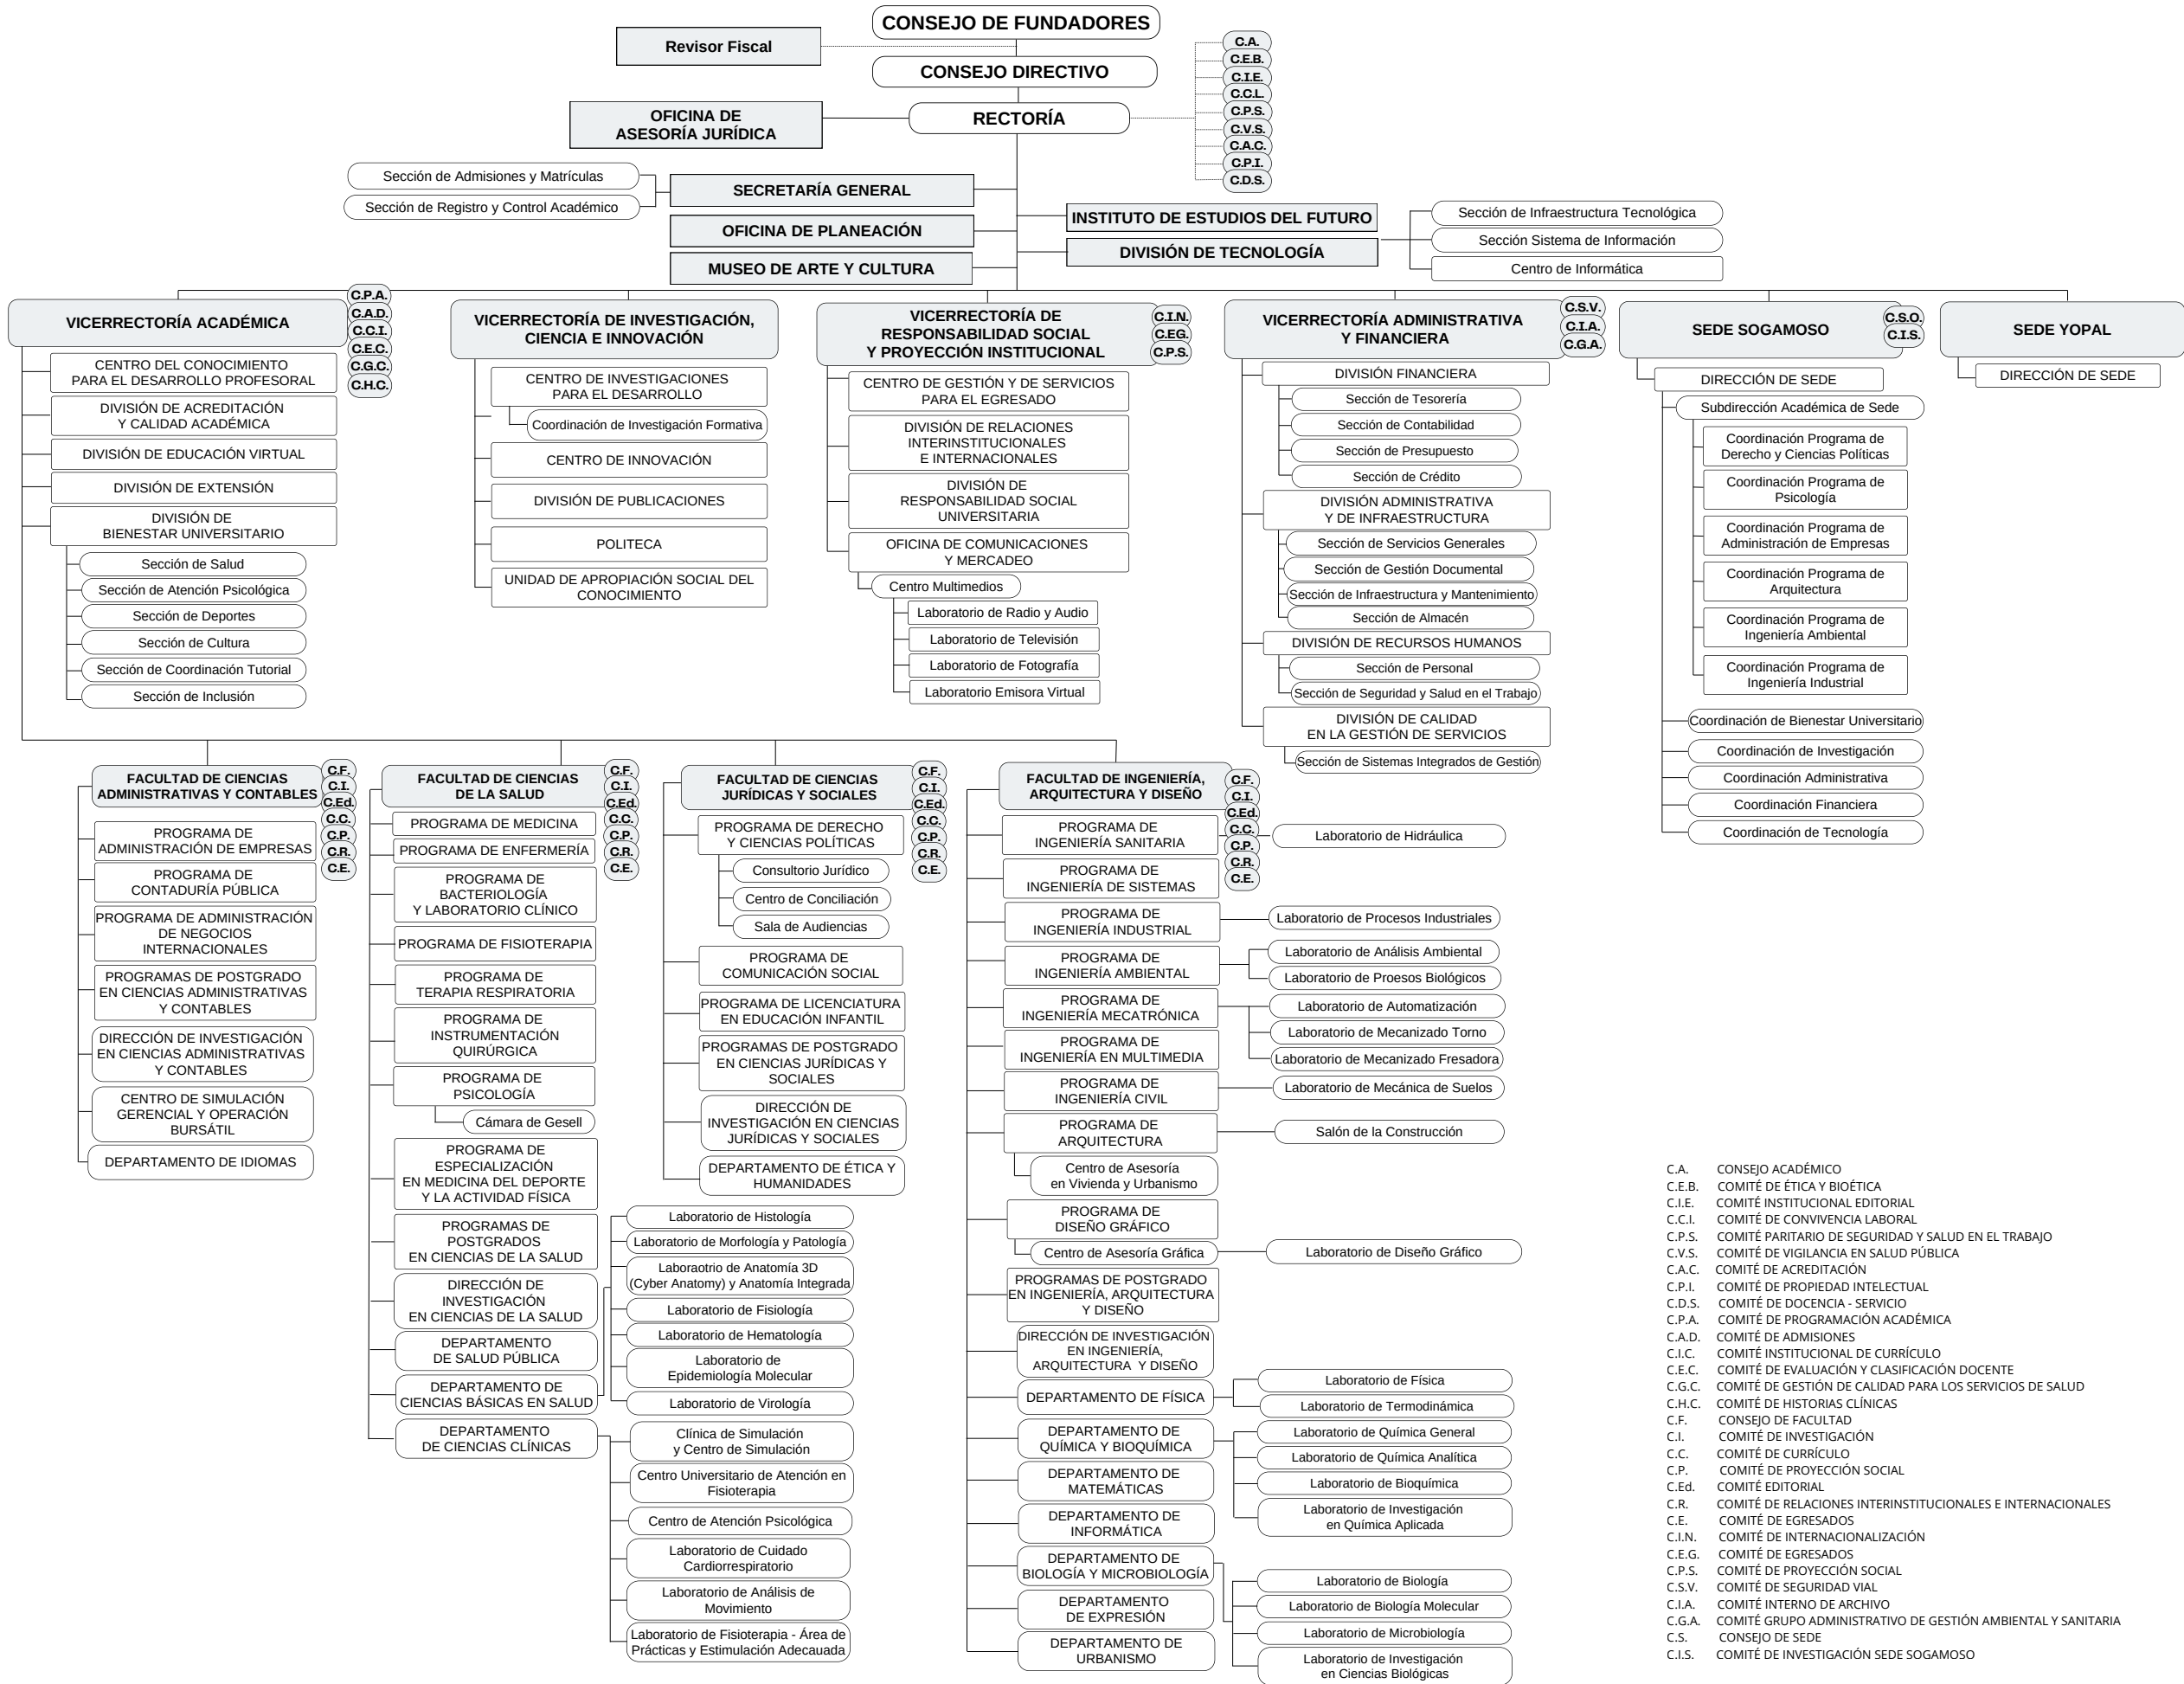 CONSEJO DE FUNDADORES
Revisor Fiscal
CONSEJO DIRECTIVO
OFICINA DE
ASESORÍA JURÍDICA
RECTORÍA
C.A.
C.E.B.
C.I.E.
C.C.L.
C.P.S.
C.V.S.
C.A.C.
C.P.I.
C.D.S.
Sección de Admisiones y Matrículas
Sección de Registro y Control Académico
SECRETARÍA GENERAL
OFICINA DE PLANEACIÓN
MUSEO DE ARTE Y CULTURA
INSTITUTO DE ESTUDIOS DEL FUTURO
DIVISIÓN DE TECNOLOGÍA
Sección de Infraestructura Tecnológica
Sección Sistema de Información
Centro de Informática
VICERRECTORÍA ACADÉMICA
C.P.A.
C.A.D.
C.C.I.
C.E.C.
C.G.C.
C.H.C.
CENTRO DEL CONOCIMIENTO
PARA EL DESARROLLO PROFESORAL
DIVISIÓN DE ACREDITACIÓN
Y CALIDAD ACADÉMICA
DIVISIÓN DE EDUCACIÓN VIRTUAL
DIVISIÓN DE EXTENSIÓN
DIVISIÓN DE
BIENESTAR UNIVERSITARIO
Sección de Salud
Sección de Atención Psicológica
Sección de Deportes
Sección de Cultura
Sección de Coordinación Tutorial
Sección de Inclusión
VICERRECTORÍA DE INVESTIGACIÓN,
CIENCIA E INNOVACIÓN
CENTRO DE INVESTIGACIONES
PARA EL DESARROLLO
Coordinación de Investigación Formativa
CENTRO DE INNOVACIÓN
DIVISIÓN DE PUBLICACIONES
POLITECA
UNIDAD DE APROPIACIÓN SOCIAL DEL
CONOCIMIENTO
VICERRECTORÍA DE
RESPONSABILIDAD SOCIAL
Y PROYECCIÓN INSTITUCIONAL
C.I.N.
C.EG.
C.P.S.
CENTRO DE GESTIÓN Y DE SERVICIOS
PARA EL EGRESADO
DIVISIÓN DE RELACIONES
INTERINSTITUCIONALES
E INTERNACIONALES
DIVISIÓN DE
RESPONSABILIDAD SOCIAL
UNIVERSITARIA
OFICINA DE COMUNICACIONES
Y MERCADEO
Centro Multimedios
Laboratorio de Radio y Audio
Laboratorio de Televisión
Laboratorio de Fotografía
Laboratorio Emisora Virtual
VICERRECTORÍA ADMINISTRATIVA
Y FINANCIERA
C.S.V.
C.I.A.
C.G.A.
DIVISIÓN FINANCIERA
Sección de Tesorería
Sección de Contabilidad
Sección de Presupuesto
Sección de Crédito
DIVISIÓN ADMINISTRATIVA
Y DE INFRAESTRUCTURA
Sección de Servicios Generales
Sección de Gestión Documental
Sección de Infraestructura y Mantenimiento
Sección de Almacén
DIVISIÓN DE RECURSOS HUMANOS
Sección de Personal
Sección de Seguridad y Salud en el Trabajo
DIVISIÓN DE CALIDAD
EN LA GESTIÓN DE SERVICIOS
Sección de Sistemas Integrados de Gestión
SEDE SOGAMOSO
C.S.O.
C.I.S.
DIRECCIÓN DE SEDE
Subdirección Académica de Sede
Coordinación Programa de
Derecho y Ciencias Políticas
Coordinación Programa de
Psicología
Coordinación Programa de
Administración de Empresas
Coordinación Programa de
Arquitectura
Coordinación Programa de
Ingeniería Ambiental
Coordinación Programa de
Ingeniería Industrial
Coordinación de Bienestar Universitario
Coordinación de Investigación
Coordinación Administrativa
Coordinación Financiera
Coordinación de Tecnología
SEDE YOPAL
DIRECCIÓN DE SEDE
FACULTAD DE CIENCIAS
ADMINISTRATIVAS Y CONTABLES
C.F.
C.I.
C.Ed.
C.C.
C.P.
C.R.
C.E.
PROGRAMA DE
ADMINISTRACIÓN DE EMPRESAS
PROGRAMA DE
CONTADURÍA PÚBLICA
PROGRAMA DE ADMINISTRACIÓN
DE NEGOCIOS
INTERNACIONALES
PROGRAMAS DE POSTGRADO
EN CIENCIAS ADMINISTRATIVAS
Y CONTABLES
DIRECCIÓN DE INVESTIGACIÓN
EN CIENCIAS ADMINISTRATIVAS
Y CONTABLES
CENTRO DE SIMULACIÓN
GERENCIAL Y OPERACIÓN
BURSÁTIL
DEPARTAMENTO DE IDIOMAS
FACULTAD DE CIENCIAS
DE LA SALUD
C.F.
C.I.
C.Ed.
C.C.
C.P.
C.R.
C.E.
PROGRAMA DE MEDICINA
PROGRAMA DE ENFERMERÍA
PROGRAMA DE
BACTERIOLOGÍA
Y LABORATORIO CLÍNICO
PROGRAMA DE FISIOTERAPIA
PROGRAMA DE
TERAPIA RESPIRATORIA
PROGRAMA DE
INSTRUMENTACIÓN
QUIRÚRGICA
PROGRAMA DE
PSICOLOGÍA
Cámara de Gesell
PROGRAMA DE
ESPECIALIZACIÓN
EN MEDICINA DEL DEPORTE
Y LA ACTIVIDAD FÍSICA
PROGRAMAS DE
POSTGRADOS
EN CIENCIAS DE LA SALUD
DIRECCIÓN DE
INVESTIGACIÓN
EN CIENCIAS DE LA SALUD
DEPARTAMENTO
DE SALUD PÚBLICA
DEPARTAMENTO DE
CIENCIAS BÁSICAS EN SALUD
DEPARTAMENTO
DE CIENCIAS CLÍNICAS
Laboratorio de Histología
Laboratorio de Morfología y Patología
Laboraotrio de Anatomía 3D
(Cyber Anatomy) y Anatomía Integrada
Laboratorio de Fisiología
Laboratorio de Hematología
Laboratorio de
Epidemiología Molecular
Laboratorio de Virología
Clínica de Simulación
y Centro de Simulación
Centro Universitario de Atención en
Fisioterapia
Centro de Atención Psicológica
Laboratorio de Cuidado
Cardiorrespiratorio
Laboratorio de Análisis de
Movimiento
Laboratorio de Fisioterapia - Área de
Prácticas y Estimulación Adecauada
FACULTAD DE CIENCIAS
JURÍDICAS Y SOCIALES
C.F.
C.I.
C.Ed.
C.C.
C.P.
C.R.
C.E.
PROGRAMA DE DERECHO
Y CIENCIAS POLÍTICAS
Consultorio Jurídico
Centro de Conciliación
Sala de Audiencias
PROGRAMA DE
COMUNICACIÓN SOCIAL
PROGRAMA DE LICENCIATURA
EN EDUCACIÓN INFANTIL
PROGRAMAS DE POSTGRADO
EN CIENCIAS JURÍDICAS Y
SOCIALES
DIRECCIÓN DE
INVESTIGACIÓN EN CIENCIAS
JURÍDICAS Y SOCIALES
DEPARTAMENTO DE ÉTICA Y
HUMANIDADES
FACULTAD DE INGENIERÍA,
ARQUITECTURA Y DISEÑO
C.F.
C.I.
C.Ed.
C.C.
C.P.
C.R.
C.E.
PROGRAMA DE
INGENIERÍA SANITARIA
Laboratorio de Hidráulica
PROGRAMA DE
INGENIERÍA DE SISTEMAS
PROGRAMA DE
INGENIERÍA INDUSTRIAL
Laboratorio de Procesos Industriales
PROGRAMA DE
INGENIERÍA AMBIENTAL
Laboratorio de Análisis Ambiental
Laboratorio de Proesos Biológicos
PROGRAMA DE
INGENIERÍA MECATRÓNICA
Laboratorio de Automatización
Laboratorio de Mecanizado Torno
Laboratorio de Mecanizado Fresadora
PROGRAMA DE
INGENIERÍA EN MULTIMEDIA
PROGRAMA DE
INGENIERÍA CIVIL
Laboratorio de Mecánica de Suelos
PROGRAMA DE
ARQUITECTURA
Salón de la Construcción
Centro de Asesoría
en Vivienda y Urbanismo
PROGRAMA DE
DISEÑO GRÁFICO
Centro de Asesoría Gráfica
Laboratorio de Diseño Gráfico
PROGRAMAS DE POSTGRADO
EN INGENIERÍA, ARQUITECTURA
Y DISEÑO
DIRECCIÓN DE INVESTIGACIÓN
EN INGENIERÍA,
ARQUITECTURA Y DISEÑO
DEPARTAMENTO DE FÍSICA
Laboratorio de Física
Laboratorio de Termodinámica
DEPARTAMENTO DE
QUÍMICA Y BIOQUÍMICA
Laboratorio de Química General
Laboratorio de Química Analítica
Laboratorio de Bioquímica
Laboratorio de Investigación
en Química Aplicada
DEPARTAMENTO DE
MATEMÁTICAS
DEPARTAMENTO DE
INFORMÁTICA
DEPARTAMENTO DE
BIOLOGÍA Y MICROBIOLOGÍA
Laboratorio de Biología
Laboratorio de Biología Molecular
Laboratorio de Microbiología
Laboratorio de Investigación
en Ciencias Biológicas
DEPARTAMENTO
DE EXPRESIÓN
DEPARTAMENTO DE
URBANISMO
C.A. CONSEJO ACADÉMICO
C.E.B. COMITÉ DE ÉTICA Y BIOÉTICA
C.I.E. COMITÉ INSTITUCIONAL EDITORIAL
C.C.I. COMITÉ DE CONVIVENCIA LABORAL
C.P.S. COMITÉ PARITARIO DE SEGURIDAD Y SALUD EN EL TRABAJO
C.V.S. COMITÉ DE VIGILANCIA EN SALUD PÚBLICA
C.A.C. COMITÉ DE ACREDITACIÓN
C.P.I. COMITÉ DE PROPIEDAD INTELECTUAL
C.D.S. COMITÉ DE DOCENCIA - SERVICIO
C.P.A. COMITÉ DE PROGRAMACIÓN ACADÉMICA
C.A.D. COMITÉ DE ADMISIONES
C.I.C. COMITÉ INSTITUCIONAL DE CURRÍCULO
C.E.C. COMITÉ DE EVALUACIÓN Y CLASIFICACIÓN DOCENTE
C.G.C. COMITÉ DE GESTIÓN DE CALIDAD PARA LOS SERVICIOS DE SALUD
C.H.C. COMITÉ DE HISTORIAS CLÍNICAS
C.F. CONSEJO DE FACULTAD
C.I. COMITÉ DE INVESTIGACIÓN
C.C. COMITÉ DE CURRÍCULO
C.P. COMITÉ DE PROYECCIÓN SOCIAL
C.Ed. COMITÉ EDITORIAL
C.R. COMITÉ DE RELACIONES INTERINSTITUCIONALES E INTERNACIONALES
C.E. COMITÉ DE EGRESADOS
C.I.N. COMITÉ DE INTERNACIONALIZACIÓN
C.E.G. COMITÉ DE EGRESADOS
C.P.S. COMITÉ DE PROYECCIÓN SOCIAL
C.S.V. COMITÉ DE SEGURIDAD VIAL
C.I.A. COMITÉ INTERNO DE ARCHIVO
C.G.A. COMITÉ GRUPO ADMINISTRATIVO DE GESTIÓN AMBIENTAL Y SANITARIA
C.S. CONSEJO DE SEDE
C.I.S. COMITÉ DE INVESTIGACIÓN SEDE SOGAMOSO